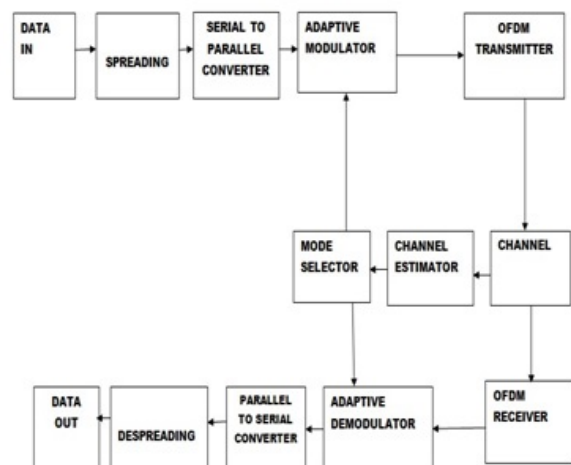 DATA
IN
SPREADING
SERIAL TO
PARALLEL
CONVERTER
ADAPTIVE
MODULATOR
OFDM
TRANSMITTER
MODE
SELECTOR
CHANNEL
ESTIMATOR
CHANNEL
DATA
OUT
DESPREADING
PARALLEL
TO SERIAL
CONVERTER
ADAPTIVE
DEMODULATOR
OFDM
RECEIVER